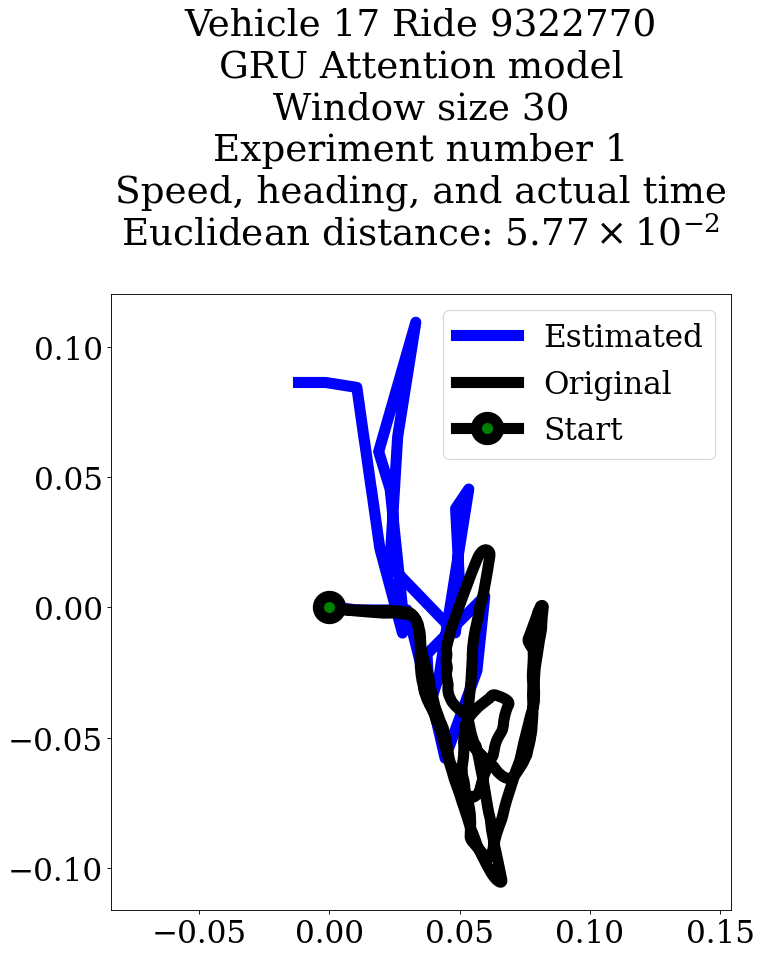 Vehicle 17 Ride 9322770
GRU Attention model
Window size 30
Experiment number 1
Speed, heading, and actual time
Euclidean distance: 5.77 × 10⁻²
Estimated
Original
Start
0.10
0.05
0.00
−0.05
−0.10
−0.05 0.00 0.05 0.10 0.15